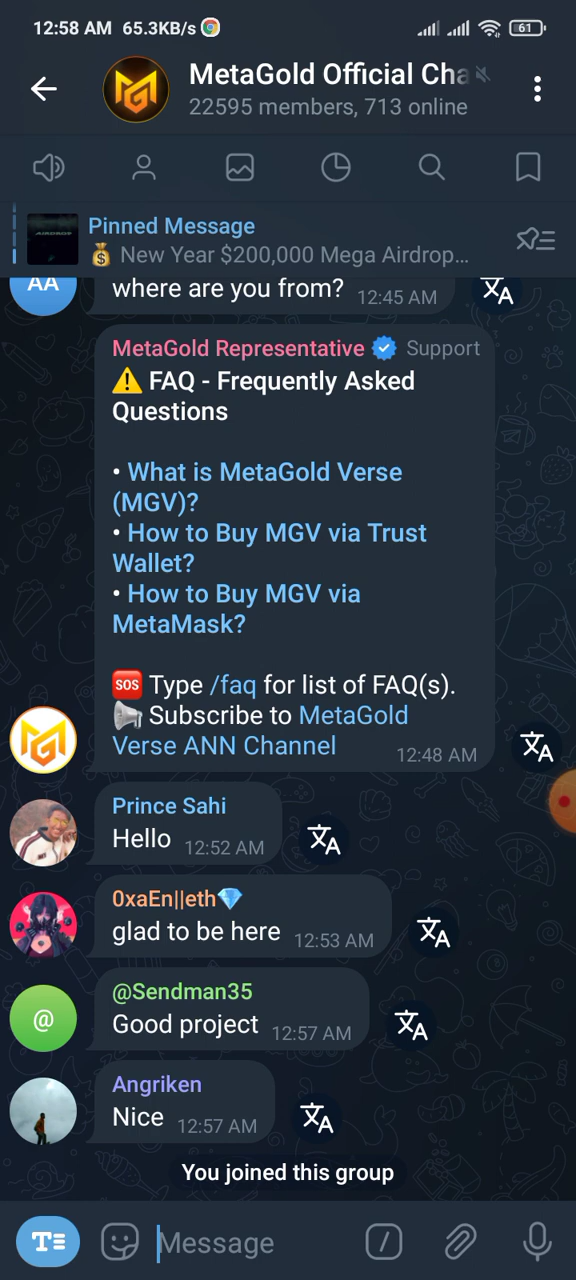 12:58 AM 65.3KB/s
61
MetaGold Official Cha
22595 members, 713 online
Pinned Message
AIRDROP
💰 New Year $200,000 Mega Airdrop…
AA
where are you from? 12:45 AM
MetaGold Representative Support
⚠️ FAQ - Frequently Asked
Questions
• What is MetaGold Verse
(MGV)?
• How to Buy MGV via Trust
Wallet?
• How to Buy MGV via
MetaMask?
🆘 Type /faq for list of FAQ(s).
📢 Subscribe to MetaGold
Verse ANN Channel 12:48 AM
Prince Sahi
Hello 12:52 AM
0xaEn||eth💎
glad to be here 12:53 AM
@
@Sendman35
Good project 12:57 AM
Angriken
Nice 12:57 AM
You joined this group
T
Message